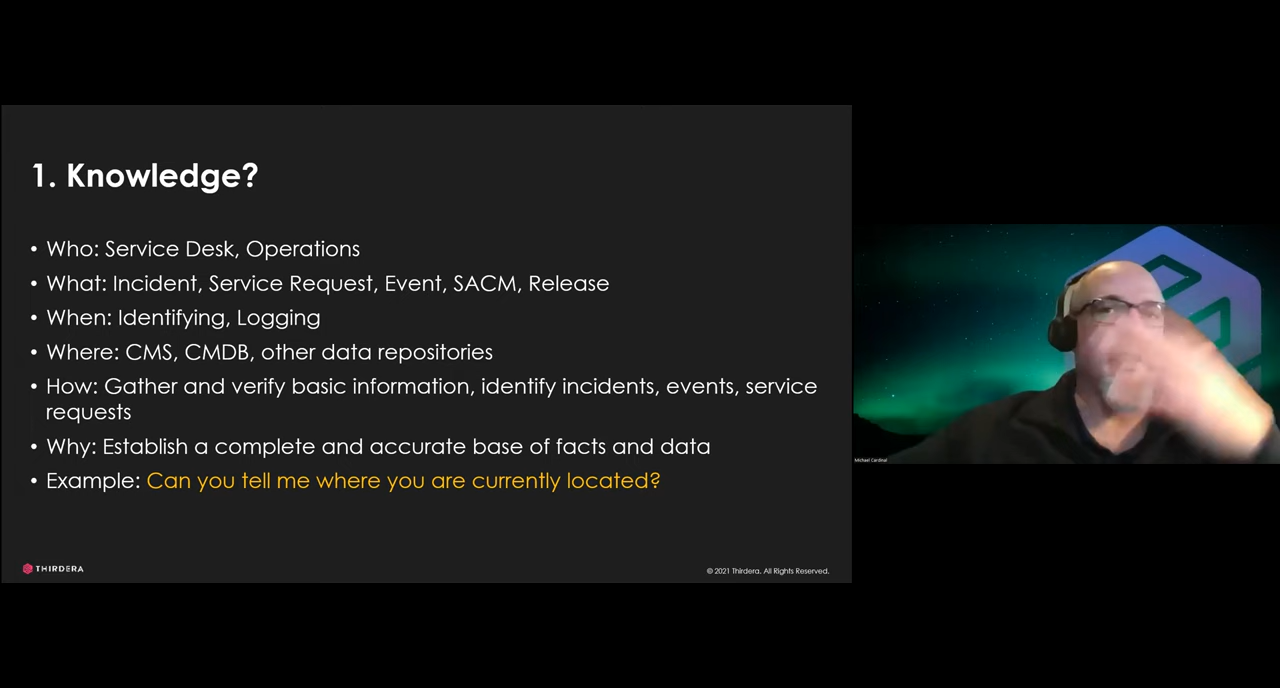 1. Knowledge?
• Who: Service Desk, Operations
• What: Incident, Service Request, Event, SACM, Release
• When: Identifying, Logging
• Where: CMS, CMDB, other data repositories
• How: Gather and verify basic information, identify incidents, events, service
requests
• Why: Establish a complete and accurate base of facts and data
• Example: Can you tell me where you are currently located?
THIRDERA
© 2021 Thirdera. All Rights Reserved.
Michael Cardinal